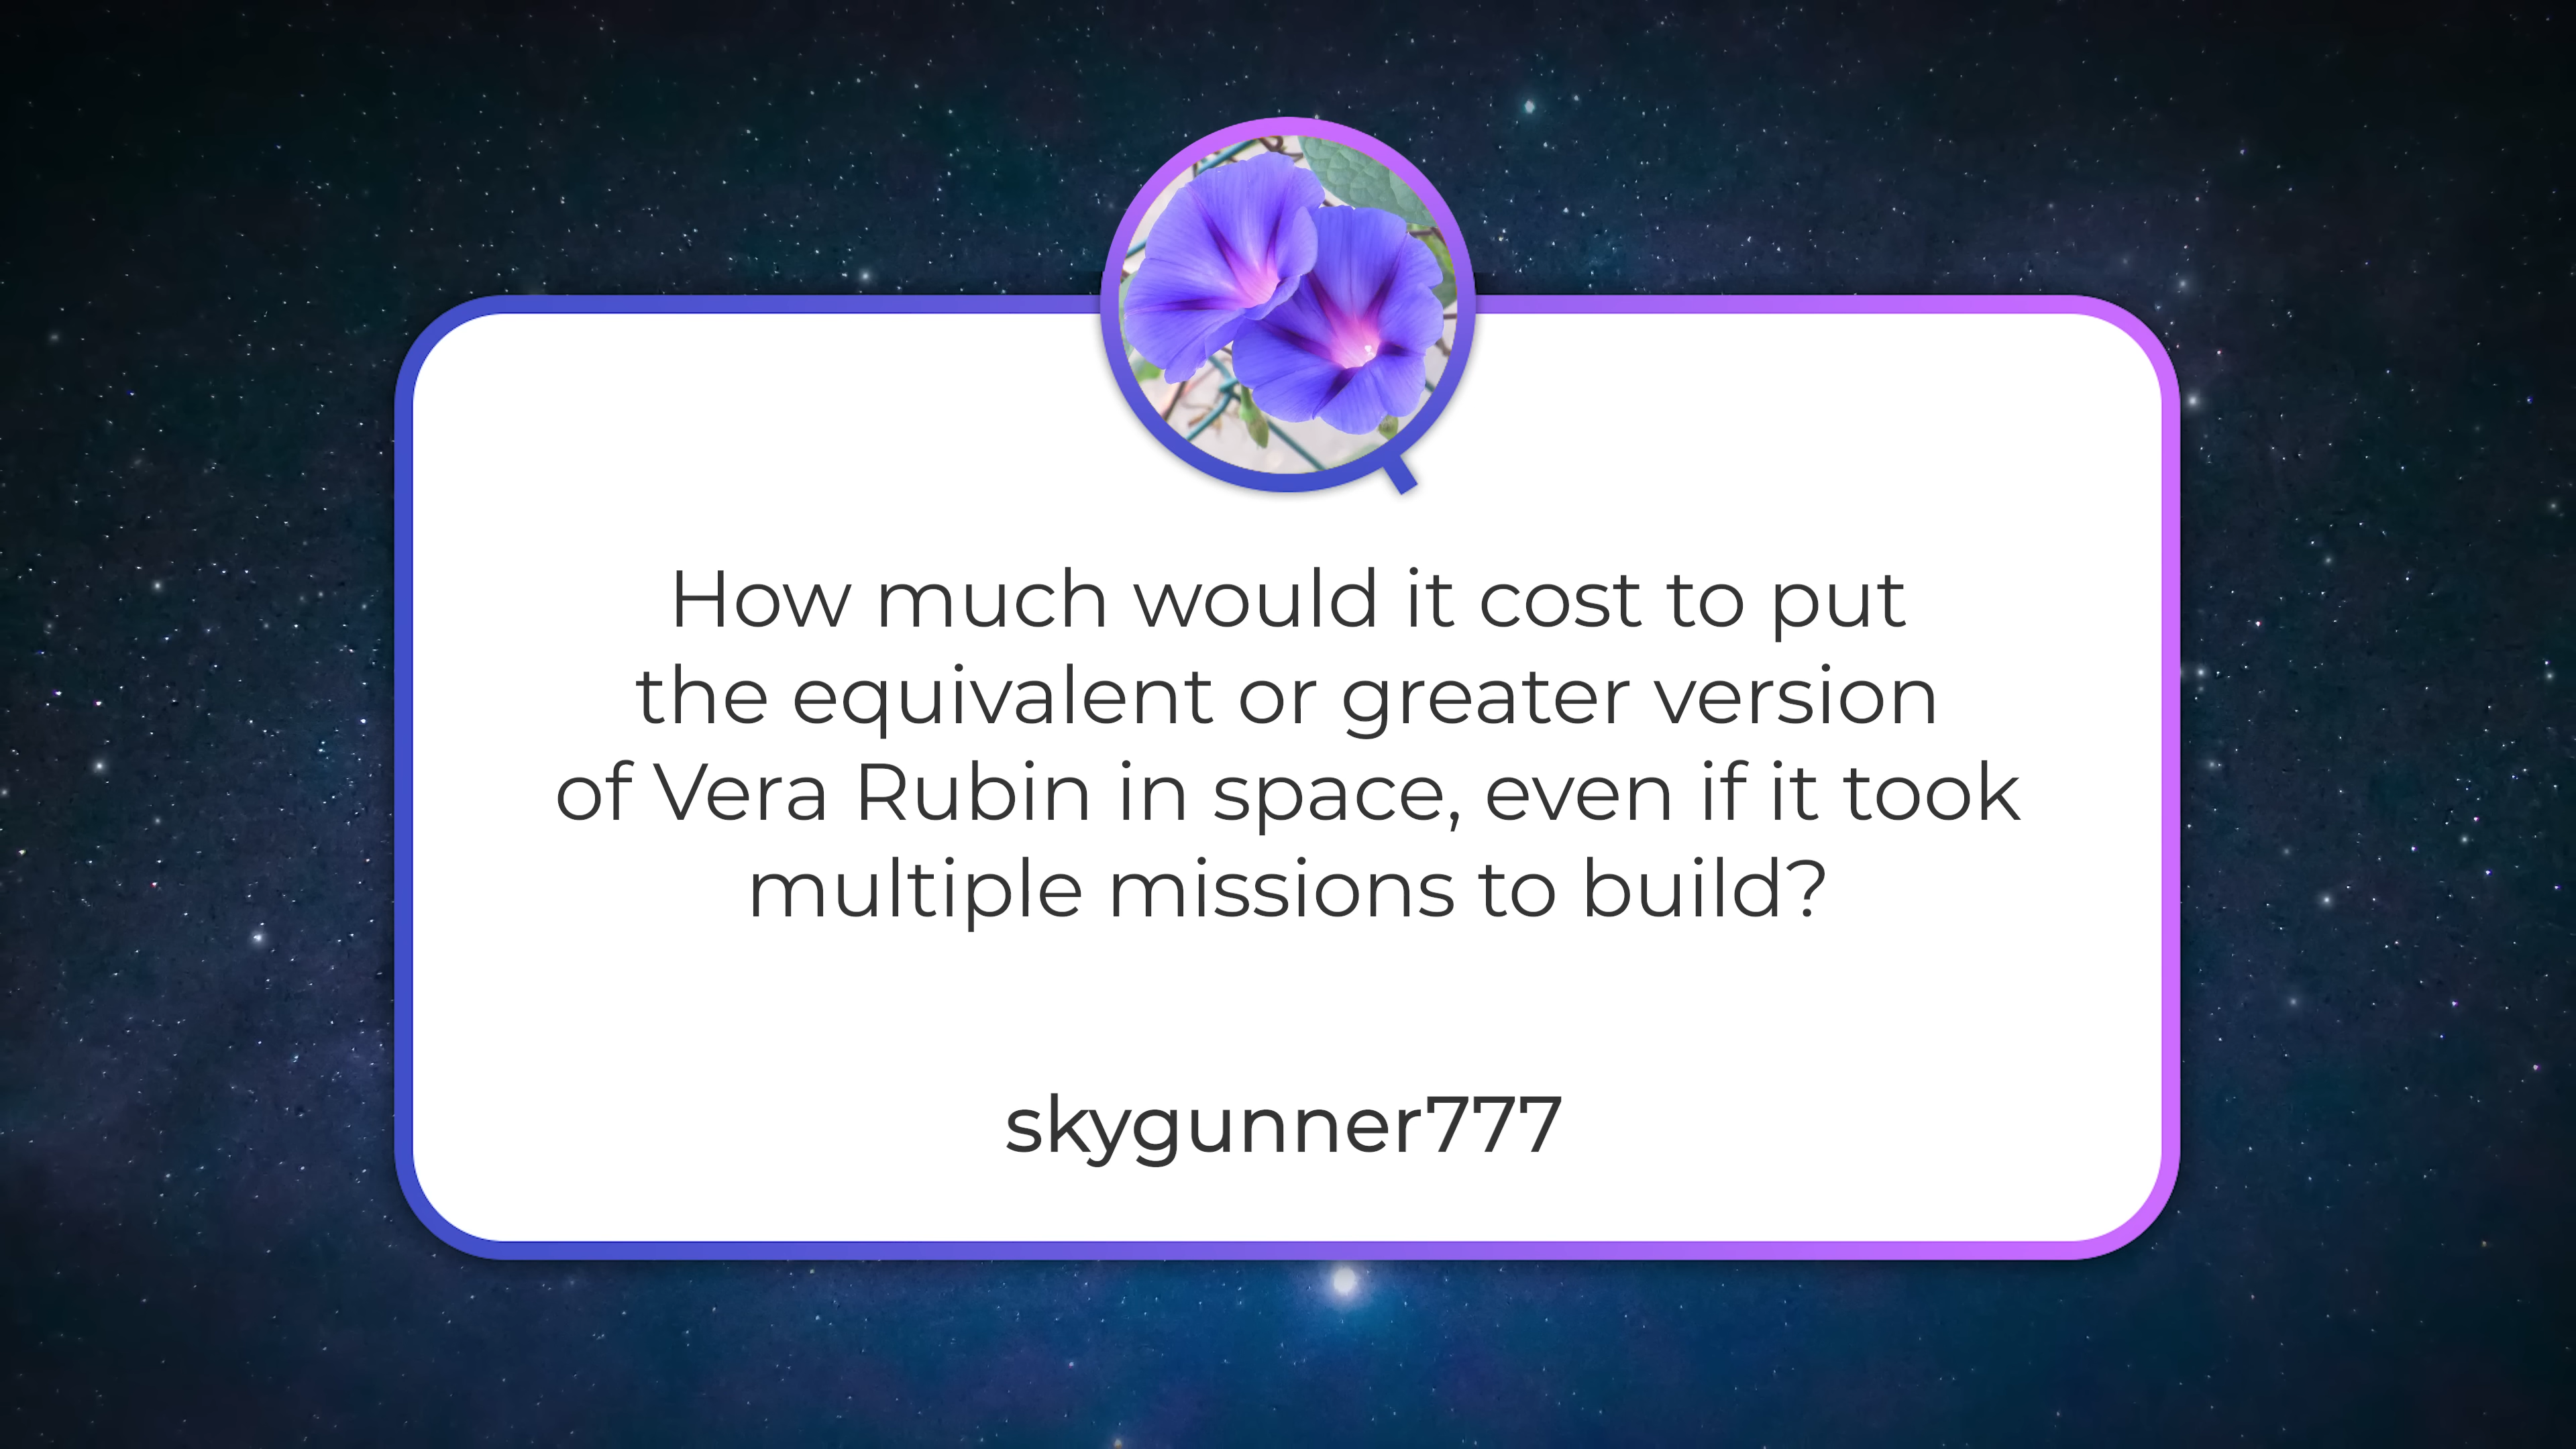 How much would it cost to put
the equivalent or greater version
of Vera Rubin in space, even if it took
multiple missions to build?
skygunner777